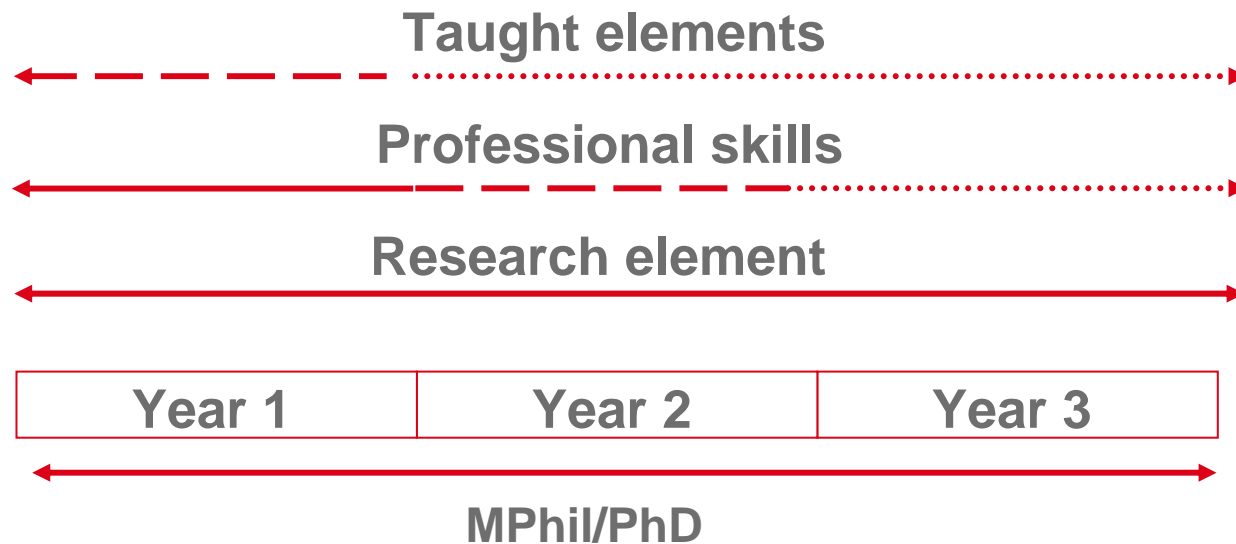 Taught elements
Professional skills
Research element
Year 1 Year 2 Year 3
MPhil/PhD